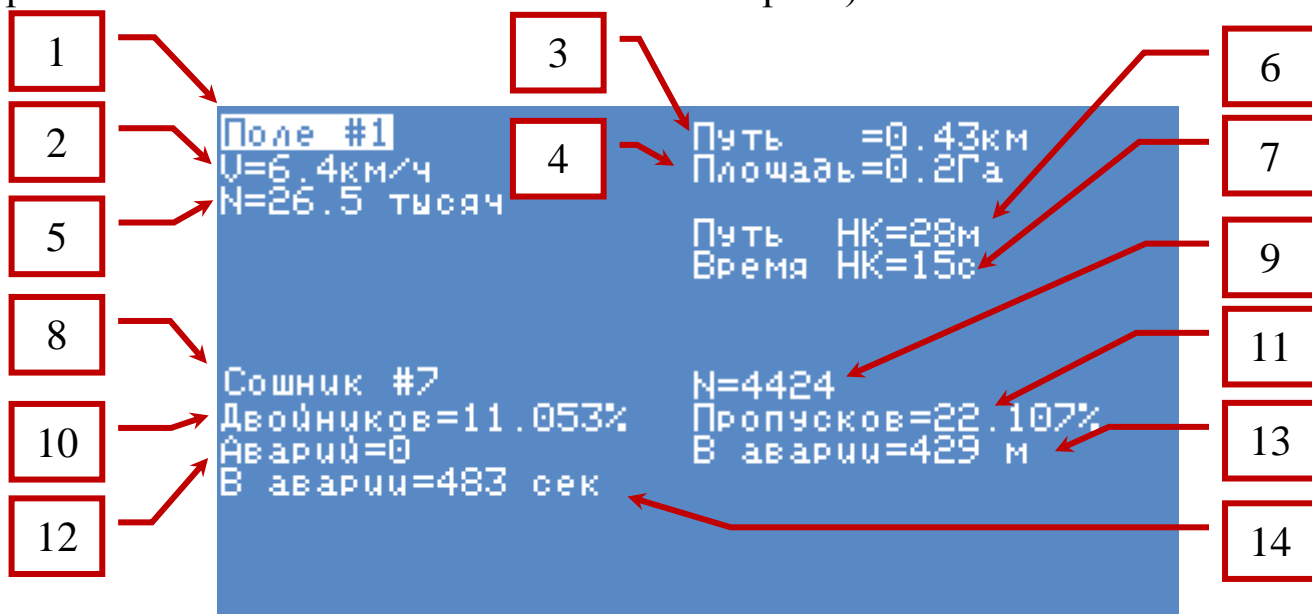 1
3
6
2
4
7
5
9
8
11
10
13
12
14
Поле #1
V=6.4км/ч
N=26.5 тысяч
Путь =0.43км
Площадь=0.2Га
Путь НК=28м
Время НК=15с
Сошник #7
Двойников=11.053%
Аварий=0
В аварии=483 сек
N=4424
Пропусков=22.107%
В аварии=429 м